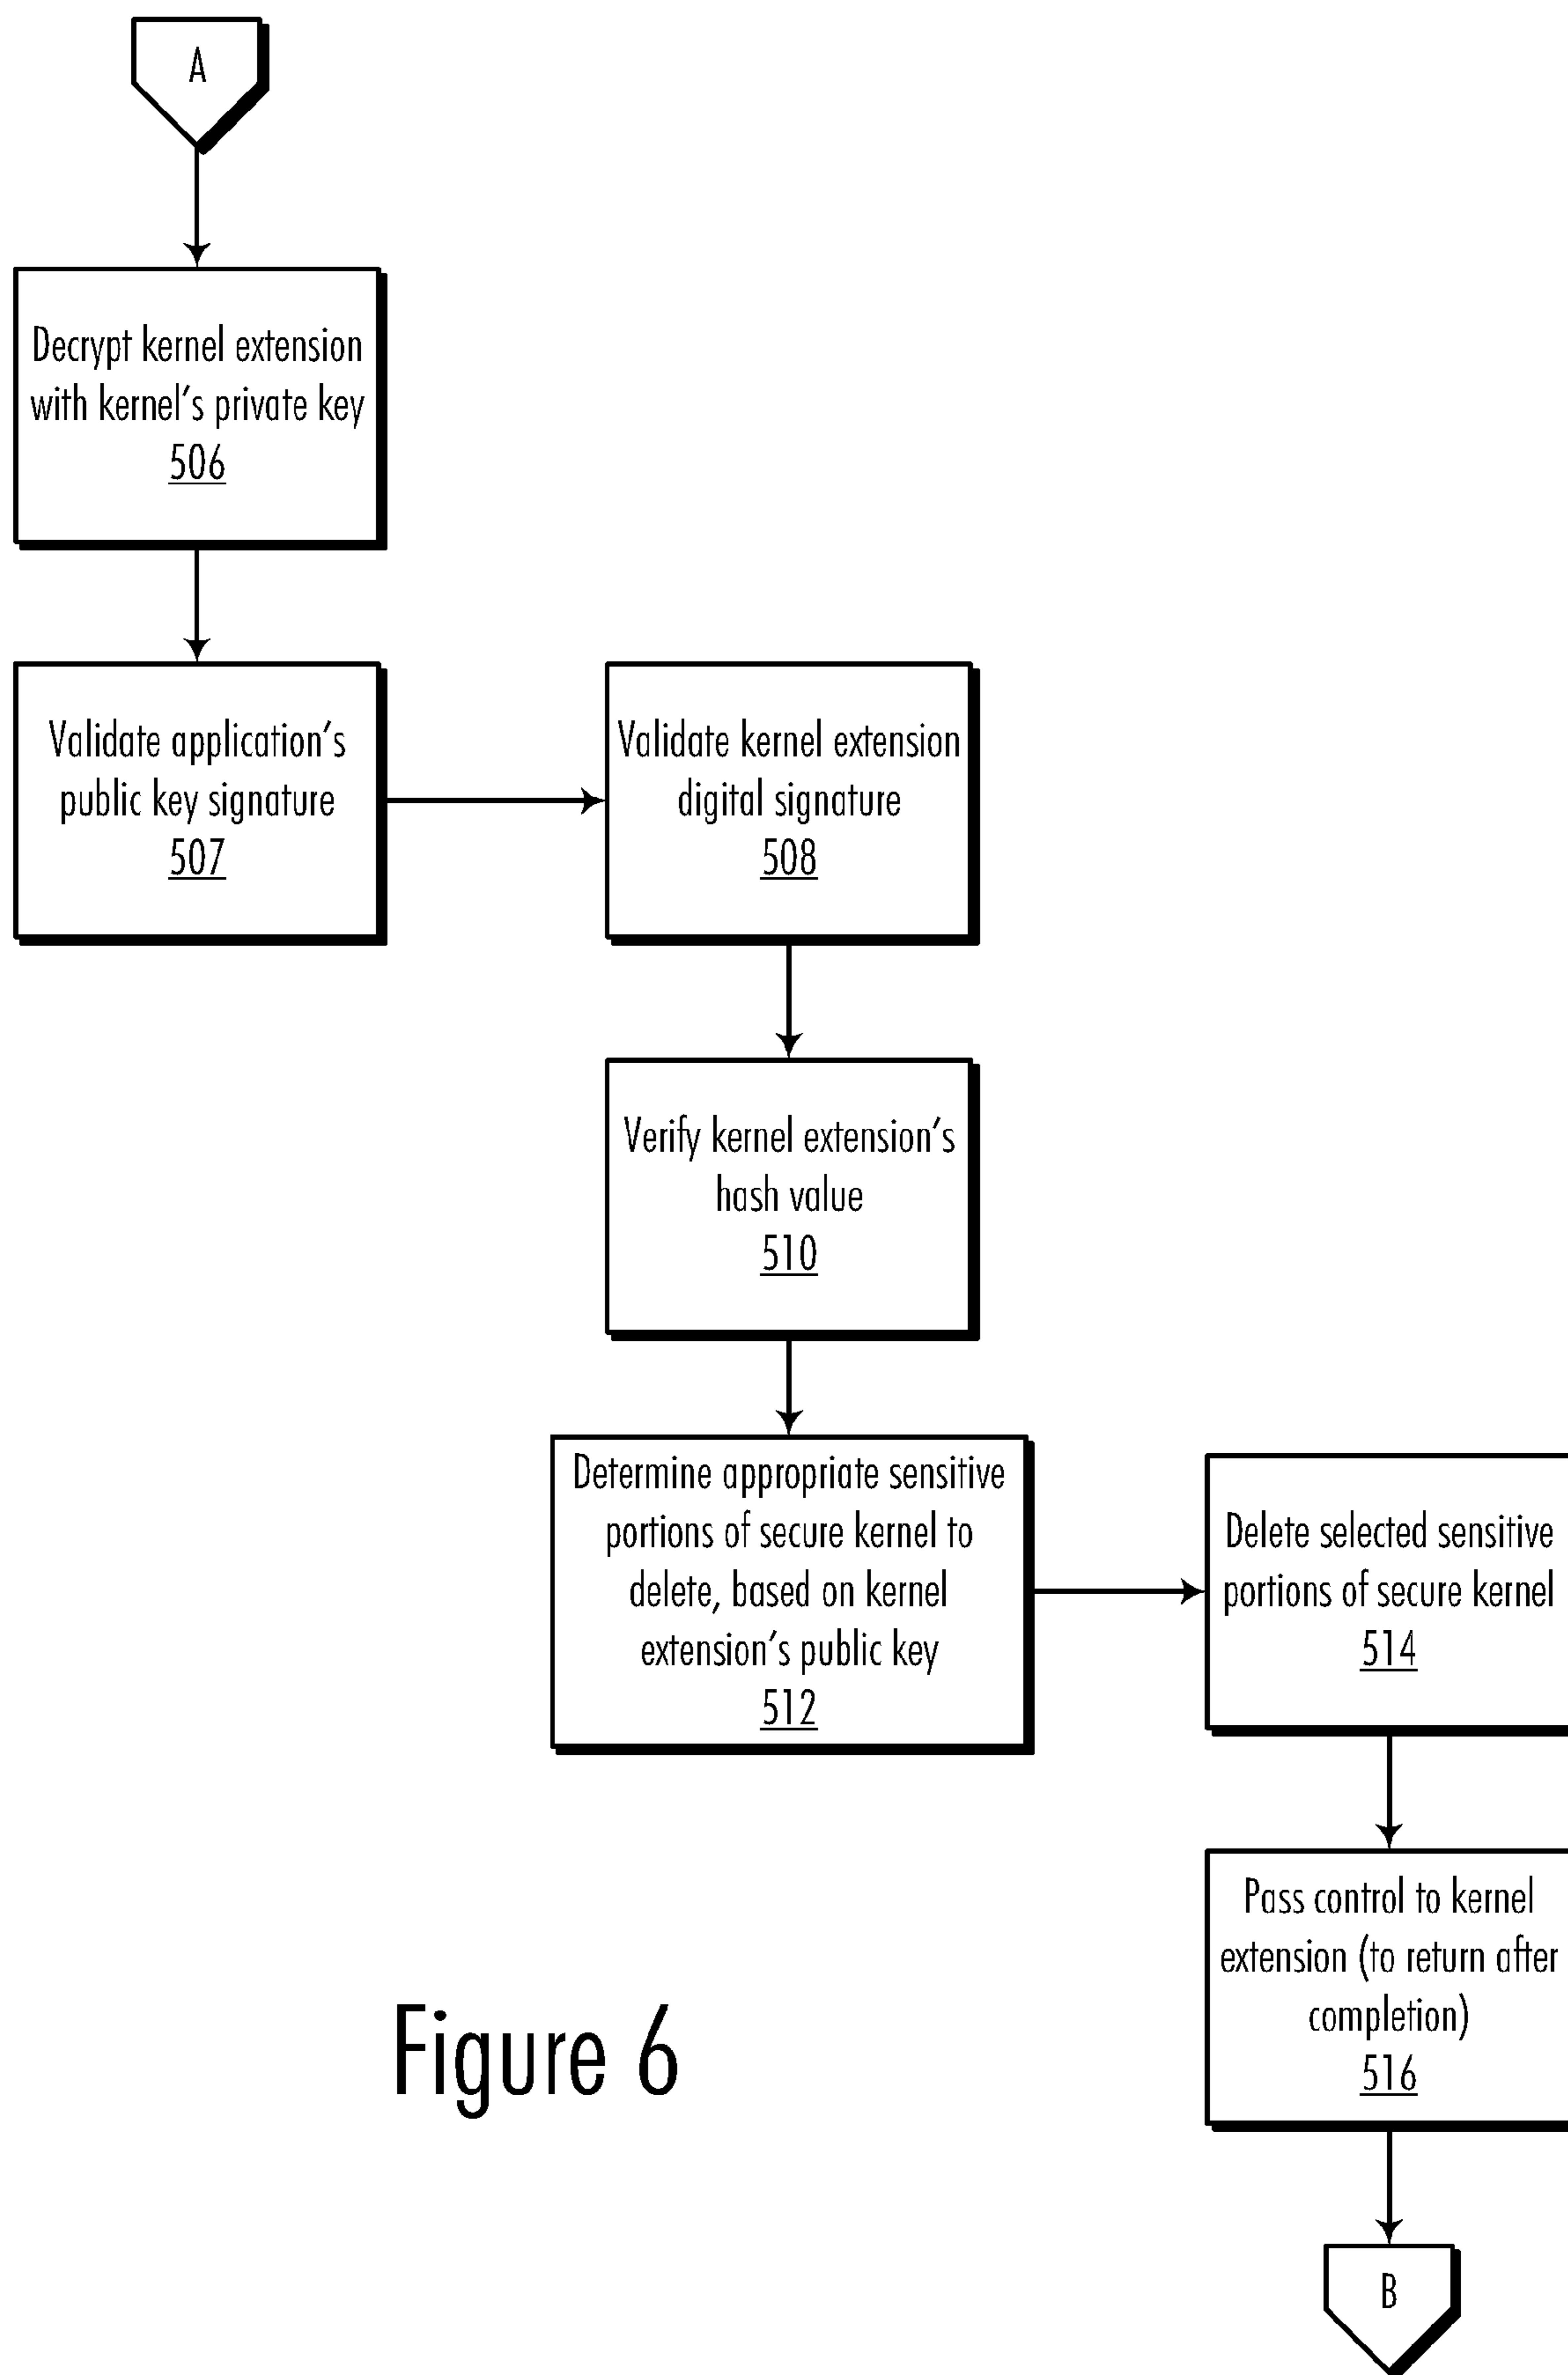 A
Decrypt kernel extension
with kernel's private key
506
Validate application's
public key signature
507
Validate kernel extension
digital signature
508
Verify kernel extension's
hash value
510
Determine appropriate sensitive
portions of secure kernel to
delete, based on kernel
extension's public key
512
Delete selected sensitive
portions of secure kernel
514
Pass control to kernel
extension (to return after
completion)
516
B
Figure 6